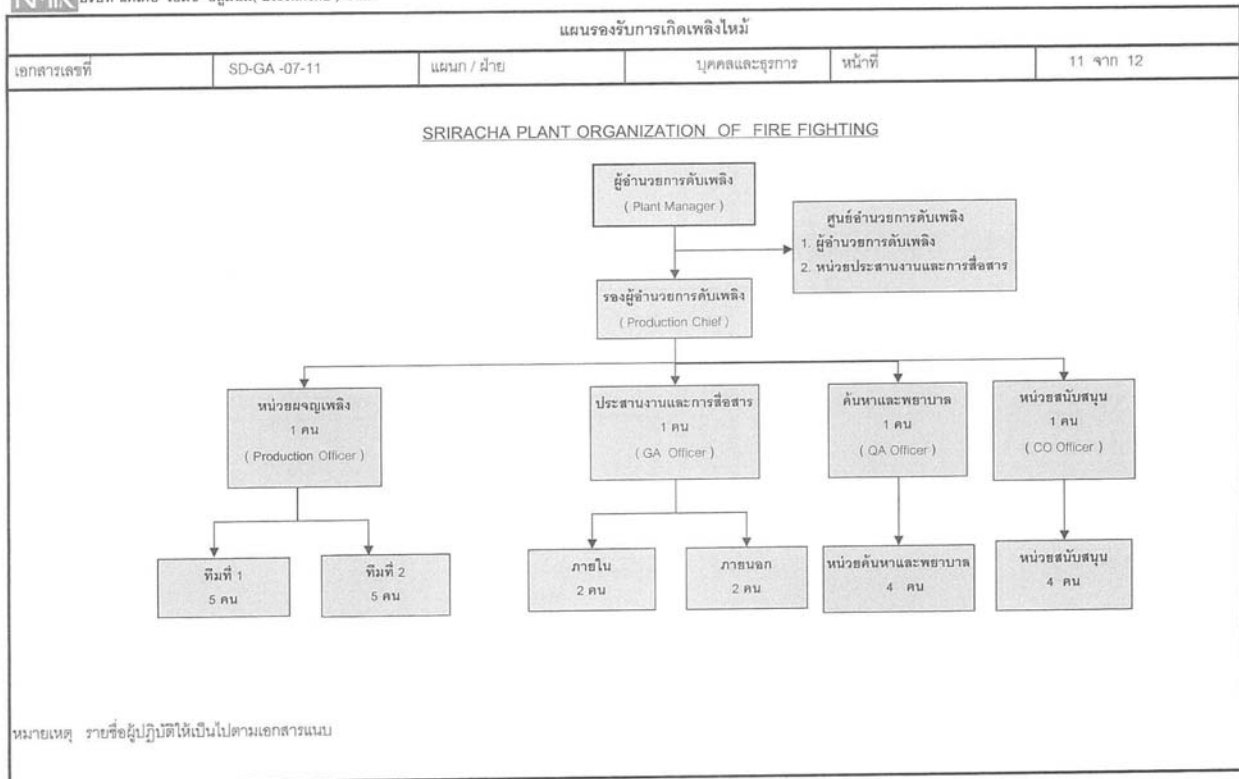 แผนรองรับการเกิดเพลิงไหม้
เอกสารเลขที่ SD-GA -07-11 แผนก / ฝ่าย บุคคลและธุรการ หน้าที่ 11 จาก 12
SRIRACHA PLANT ORGANIZATION OF FIRE FIGHTING
ผู้อำนวยการดับเพลิง
( Plant Manager )
ศูนย์อำนวยการดับเพลิง
1. ผู้อำนวยการดับเพลิง
2. หน่วยประสานงานและการสื่อสาร
รองผู้อำนวยการดับเพลิง
( Production Chief )
หน่วยผจญเพลิง
1 คน
( Production Officer )
ประสานงานและการสื่อสาร
1 คน
( GA Officer )
ค้นหาและพยาบาล
1 คน
( QA Officer )
หน่วยสนับสนุน
1 คน
( CO Officer )
ทีมที่ 1
5 คน
ทีมที่ 2
5 คน
ภายใน
2 คน
ภายนอก
2 คน
หน่วยค้นหาและพยาบาล
4 คน
หน่วยสนับสนุน
4 คน
หมายเหตุ รายชื่อผู้ปฏิบัติให้เป็นไปตามเอกสารแนบ